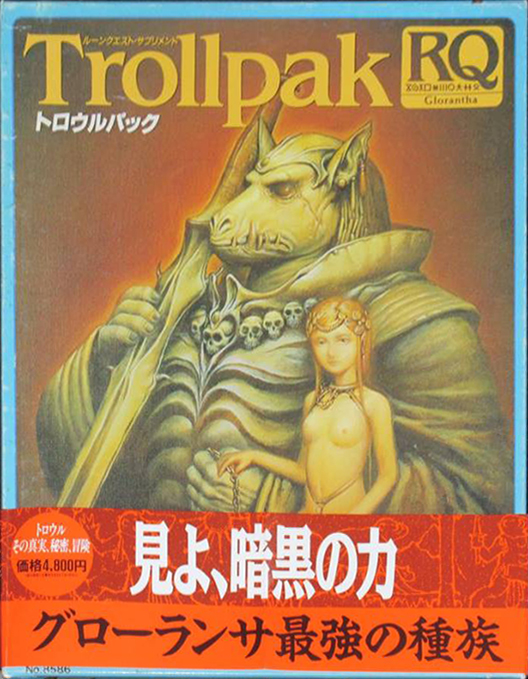 ルーンクエスト・サプリメント
Trollpak
トロウルパック
RQ
Glorantha
トロウル
その真実、秘密、冒険
価格4,800円
見よ、暗黒の力
グローランサ最強の種族
No.8586